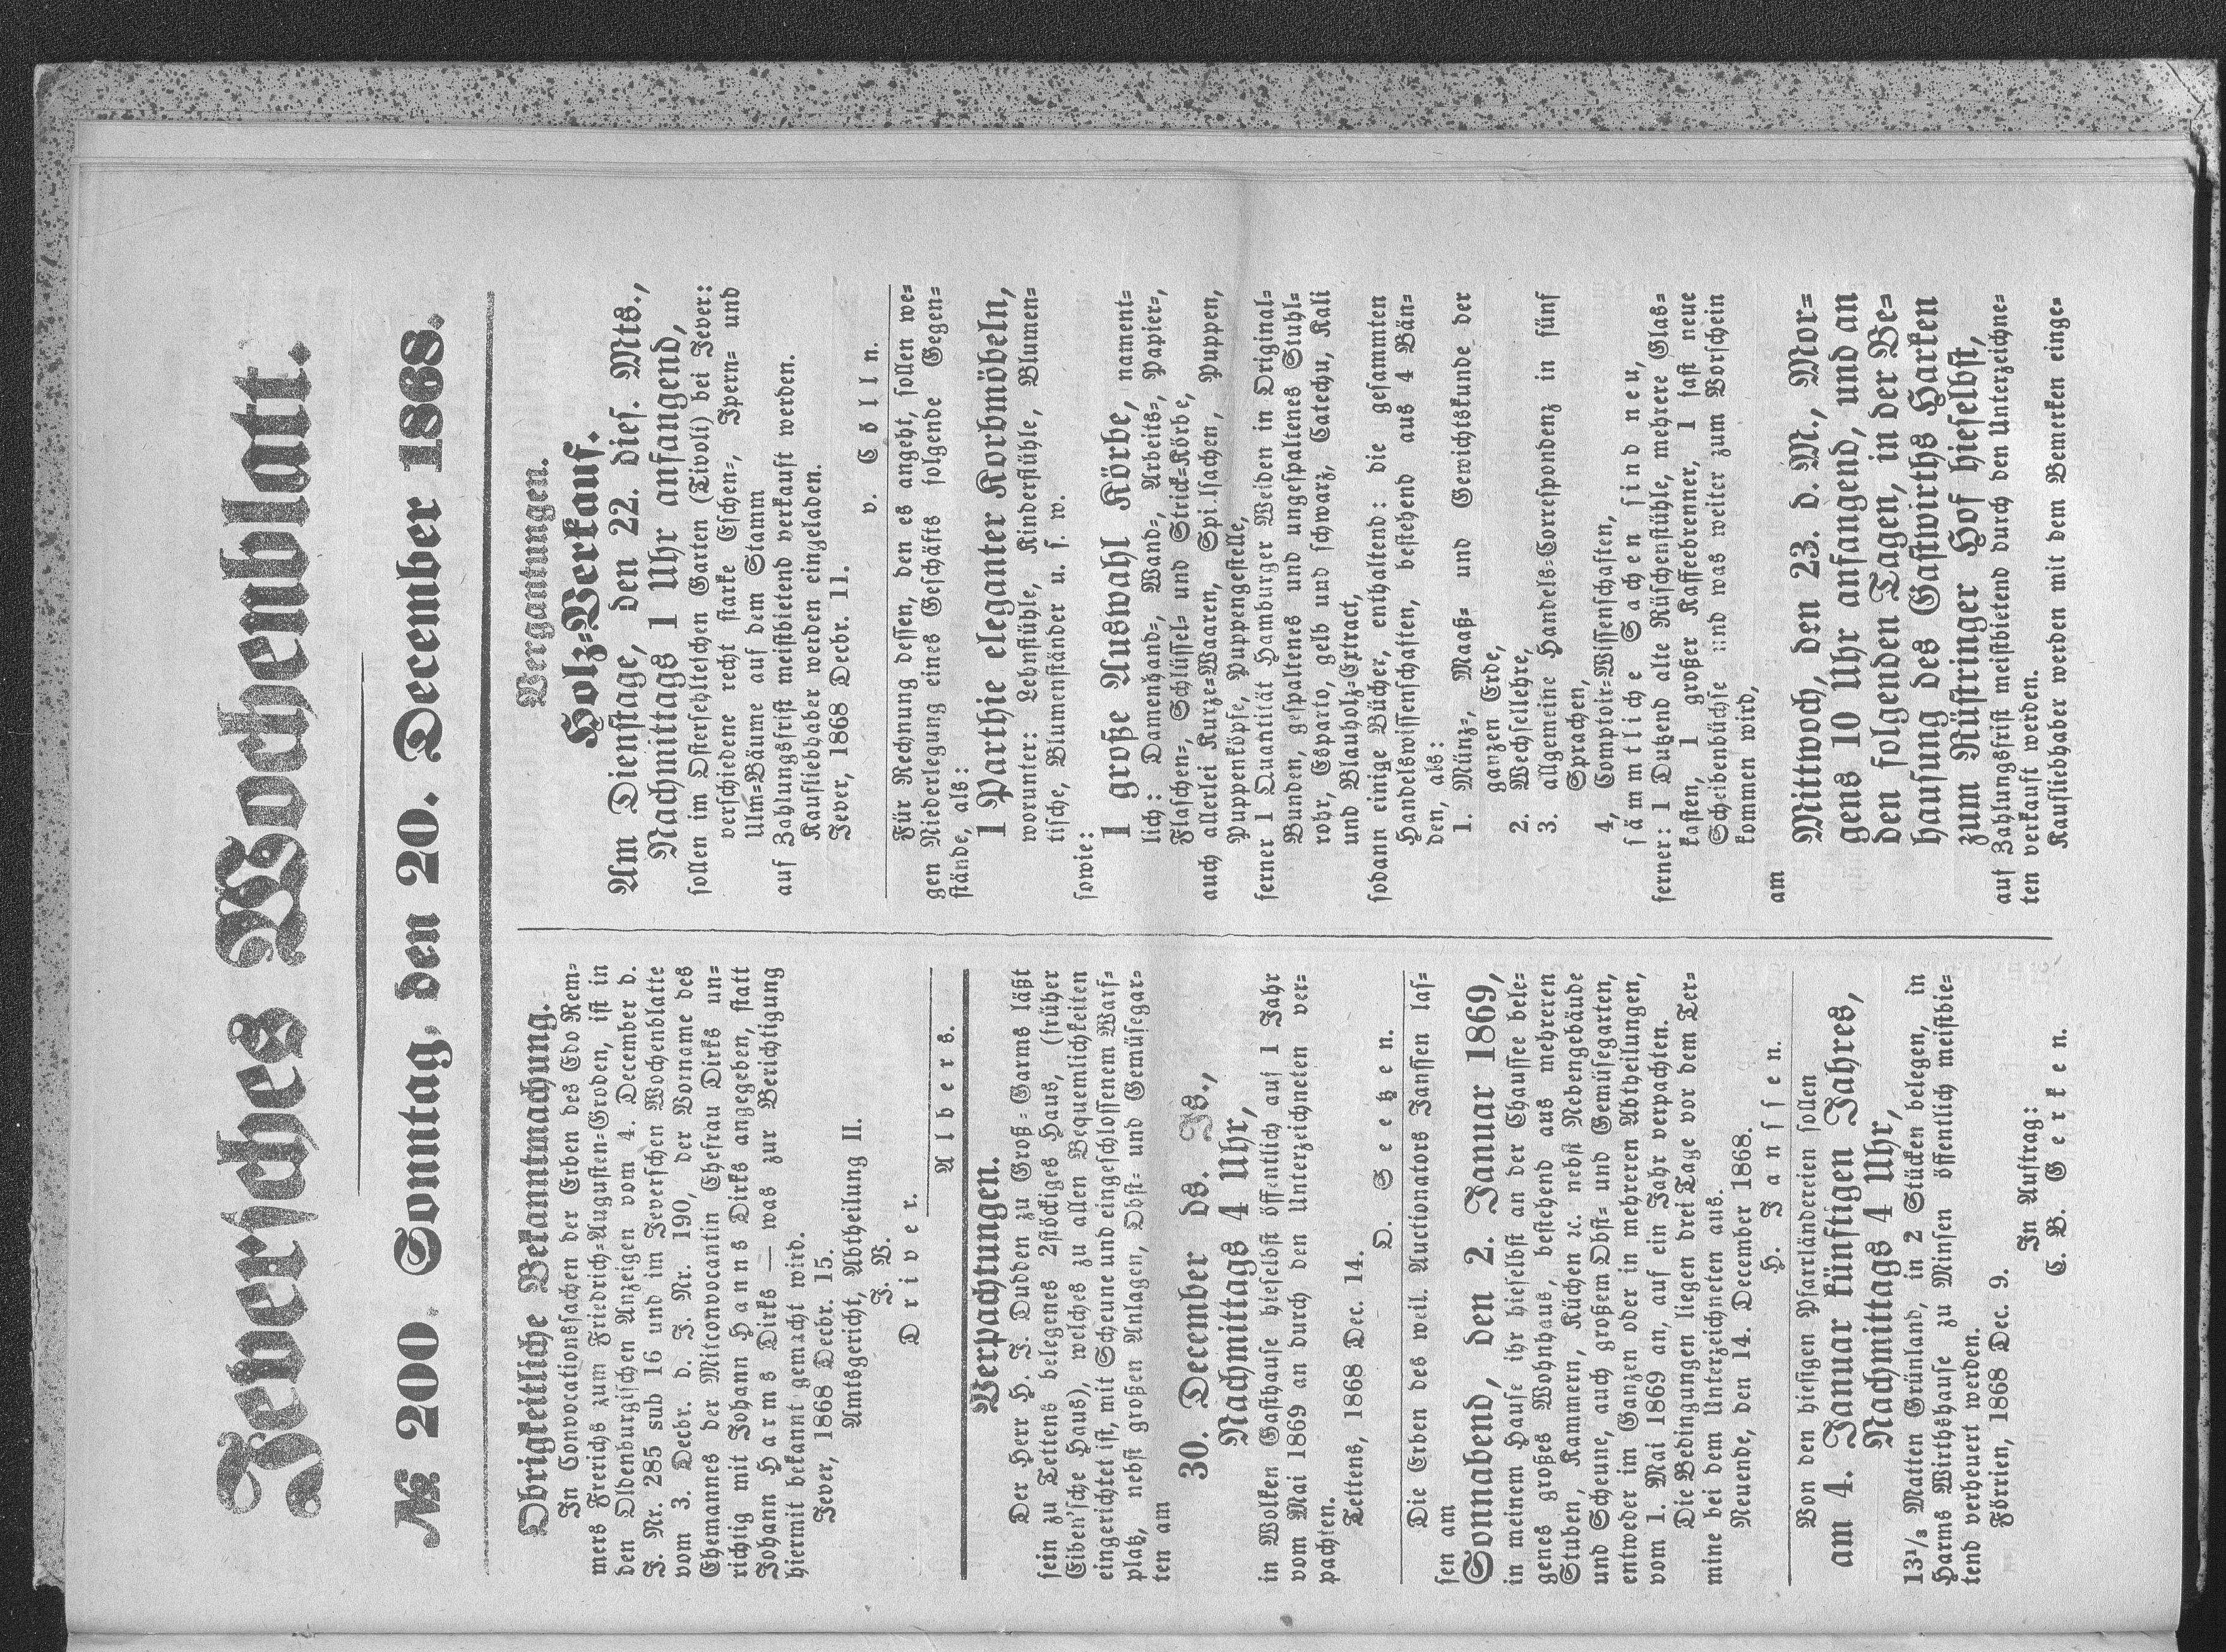 Jeversches Wochenblatt.
№ 200. Sonntag, den 20. December 1868.
Obrigkeitliche Bekanntmachung.
In Convocationssachen der Erben des Edo Rem-
mers Frerichs zum Friedrich-Augusten-Groden, ist in
den Oldenburgischen Anzeigen vom 4. December d.
J. Nr. 285 sub 16 und im Jeverschen Wochenblatte
vom 3. Decbr. d. J. Nr. 190, der Vorname des
Ehemannes der Mitconvocantin Ehefrau Dirks un-
richtig mit Johann Hanns Dirks angegeben, statt
Johann Harms Dirks — was zur Berichtigung
hiermit bekannt gemacht wird.
Jever, 1868 Decbr. 15.
Amtsgericht, Abtheilung II.
J. V.
Driver.
Albers.
Verpachtungen.
Der Herr H. J. Dudden zu Groß-Garms läßt
sein zu Tettens belegenes 2stöckiges Haus, (früher
Eiben'sche Haus), welches zu allen Bequemlichkeiten
eingerichtet ist, mit Scheune und eingeschlossenem Warf-
platz, nebst großen Anlagen, Obst- und Gemüsegar-
ten am
30. December ds. Js.,
Nachmittags 4 Uhr,
in Wolken Gasthause hieselbst öffentlich auf 1 Jahr
vom Mai 1869 an durch den Unterzeichneten ver-
pachten.
Tettens, 1868 Dec. 14.
D. Seetzen.
Die Erben des weil. Auctionators Janssen las-
sen am
Sonnabend, den 2. Januar 1869,
in meinem Hause ihr hieselbst an der Chaussee bele-
genes großes Wohnhaus, bestehend aus mehreren
Stuben, Kammern, Küchen ꝛc. nebst Nebengebäude
und Scheune, auch großem Obst- und Gemüsegarten,
entweder im Ganzen oder in mehreren Abtheilungen,
vom 1. Mai 1869 an, auf ein Jahr verpachten.
Die Bedingungen liegen drei Tage vor dem Ter-
mine bei dem Unterzeichneten aus.
Neuende, den 14. December 1868.
H. Janssen.
Von den hiesigen Pfarrländereien sollen
am 4. Januar künftigen Jahres,
Nachmittags 4 Uhr,
13½ Matten Grünland, in 2 Stücken belegen, in
Harms Wirthshause zu Minsen öffentlich meistbie-
tend verheuert werden.
Förrien, 1868 Dec. 9.
In Auftrag:
C. B. Gerken.
Vergantungen.
Holz-Verkauf.
Am Dienstage, den 22. dies. Mts.,
Nachmittags 1 Uhr anfangend,
sollen im Ostersehlteschen Garten (Tivoli) bei Jever:
verschiedene recht starke Eschen-, Ipern- und
Ulm-Bäume auf dem Stamm
auf Zahlungsfrist meistbietend verkauft werden.
Kaufliebhaber werden eingeladen.
Jever, 1868 Decbr. 11.
v. Cölln.
Für Rechnung dessen, den es angeht, sollen we-
gen Niederlegung eines Geschäfts folgende Gegen-
stände, als:
1 Parthie eleganter Korbmöbeln,
worunter: Lehnstühle, Kinderstühle, Blumen-
tische, Blumenständer u. s. w.
sowie:
1 große Auswahl Körbe, nament-
lich: Damenhand-, Wand-, Arbeits-, Papier-,
Flaschen-, Schlüssel- und Strick-Körbe,
auch allerlei Kurze-Waaren, Spi lsachen, Puppen,
Puppenköpfe, Puppengestelle,
ferner 1 Quantität Hamburger Weiden in Original-
Bunden, gespaltenes und ungespaltenes Stuhl-
rohr, Esparto, gelb und schwarz, Catechu, Kali
und Blauholz-Extract,
sodann einige Bücher, enthaltend: die gesammten
Handelswissenschaften, bestehend aus 4 Bän-
den, als:
1. Münz-, Maaß- und Gewichtskunde der
ganzen Erde,
2. Wechsellehre,
3. allgemeine Handels-Correspondenz in fünf
Sprachen,
4, Comptoir-Wissenschaften,
sämmtliche Sachen sind neu,
ferner: 1 Dutzend alte Rüschenstühle, mehrere Glas-
kasten, 1 großer Kaffeebrenner, 1 fast neue
Scheibenbüchse und was weiter zum Vorschein
kommen wird,
am
Mittwoch, den 23. d. M., Mor-
gens 10 Uhr anfangend, und an
den folgenden Tagen, in der Be-
hausung des Gastwirths Harken
zum Rüstringer Hof hieselbst,
auf Zahlungsfrist meistbietend durch den Unterzeichne-
ten verkauft werden.
Kaufliebhaber werden mit dem Bemerken einge-